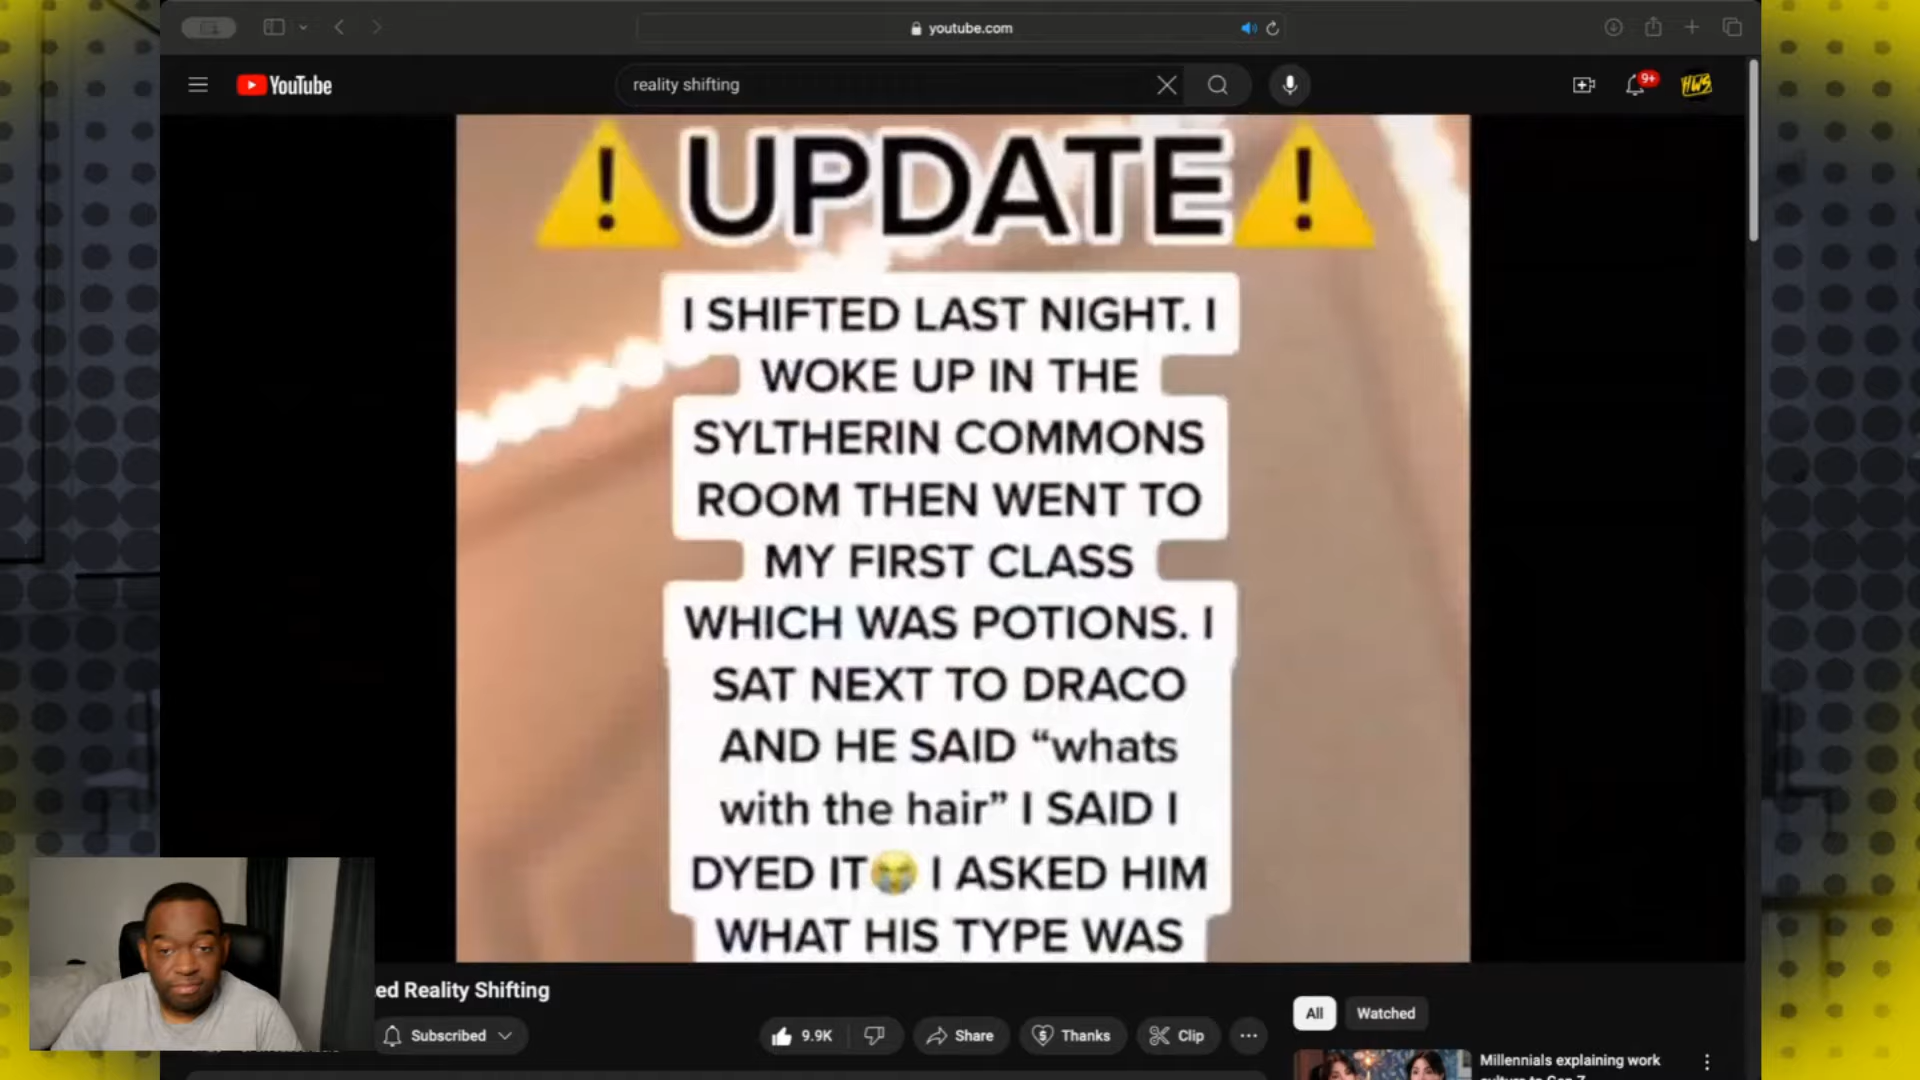 youtube.com
YouTube
reality shifting
9+
HWS
UPDATE
I SHIFTED LAST NIGHT. I
WOKE UP IN THE
SYLTHERIN COMMONS
ROOM THEN WENT TO
MY FIRST CLASS
WHICH WAS POTIONS. I
SAT NEXT TO DRACO
AND HE SAID “whats
with the hair” I SAID I
DYED IT😭 I ASKED HIM
WHAT HIS TYPE WAS
ed Reality Shifting
Subscribed
9.9K
Share
Thanks
Clip
All
Watched
Millennials explaining work